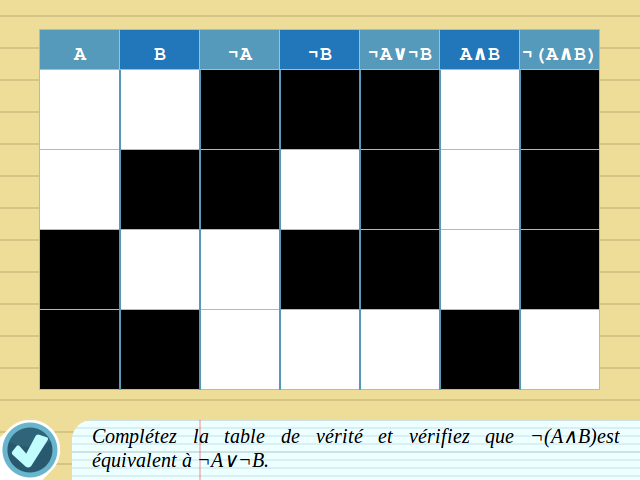 A B ¬A ¬B ¬A∨¬B A∧B ¬(A∧B)
Complétez la table de vérité et vérifiez que ¬(A∧B)est
équivalent à ¬A∨¬B.